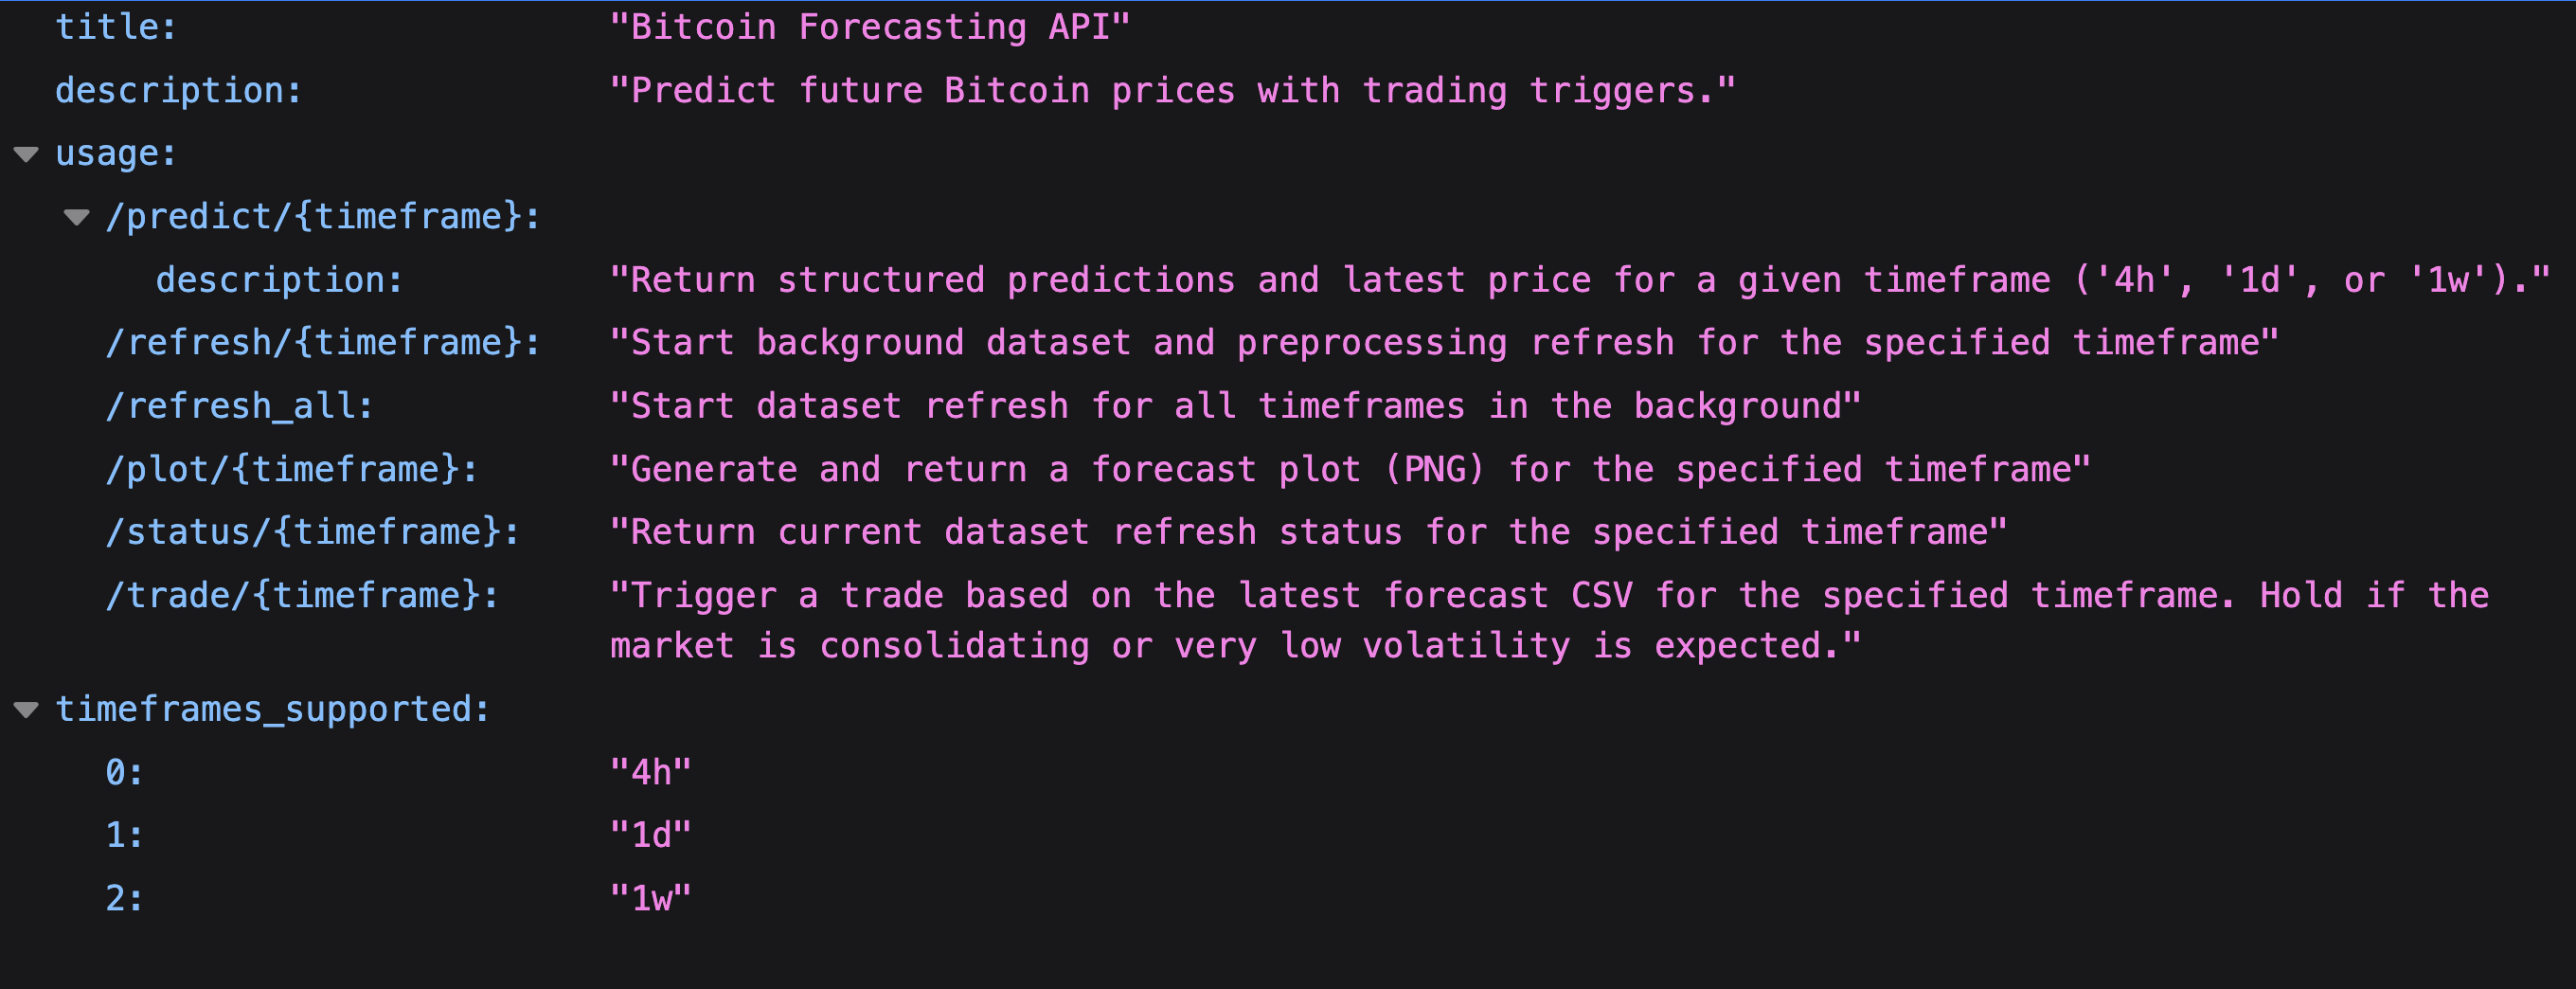 title: "Bitcoin Forecasting API"
description: "Predict future Bitcoin prices with trading triggers."
usage:
/predict/{timeframe}:
description: "Return structured predictions and latest price for a given timeframe ('4h', '1d', or '1w')."
/refresh/{timeframe}: "Start background dataset and preprocessing refresh for the specified timeframe"
/refresh_all: "Start dataset refresh for all timeframes in the background"
/plot/{timeframe}: "Generate and return a forecast plot (PNG) for the specified timeframe"
/status/{timeframe}: "Return current dataset refresh status for the specified timeframe"
/trade/{timeframe}: "Trigger a trade based on the latest forecast CSV for the specified timeframe. Hold if the
market is consolidating or very low volatility is expected."
timeframes_supported:
0: "4h"
1: "1d"
2: "1w"